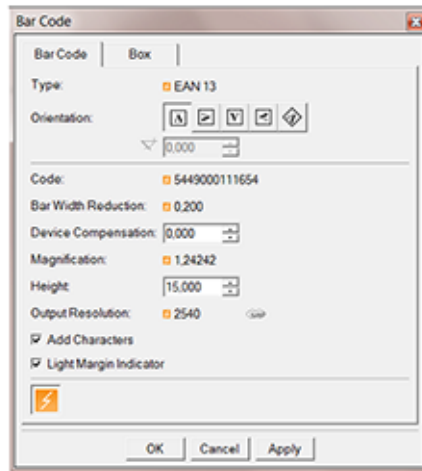 Bar Code
Bar Code Box
Type: EAN 13
Orientation:
0,000
Code: 5449000111654
Bar Width Reduction: 0,200
Device Compensation: 0,000
Magnification: 1,24242
Height: 15,000
Output Resolution: 2540
Add Characters
Light Margin Indicator
OK Cancel Apply